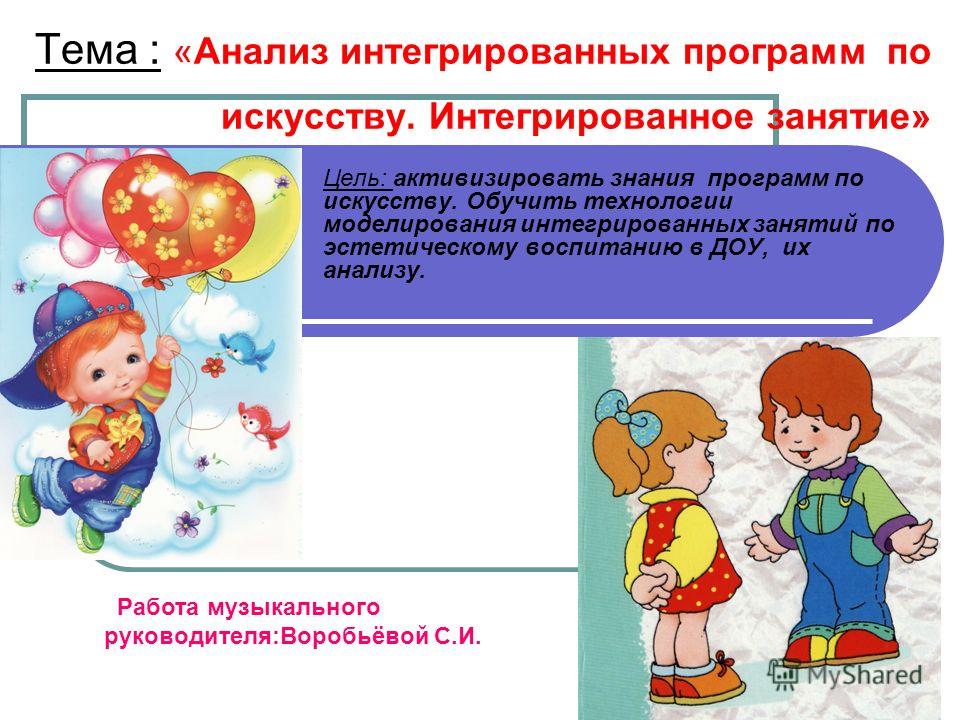 Тема : «Анализ интегрированных программ по
искусству. Интегрированное занятие»
Цель: активизировать знания программ по
искусству. Обучить технологии
моделирования интегрированных занятий по
эстетическому воспитанию в ДОУ, их
анализу.
Работа музыкального
руководителя:Воробьёвой С.И.
MyShared